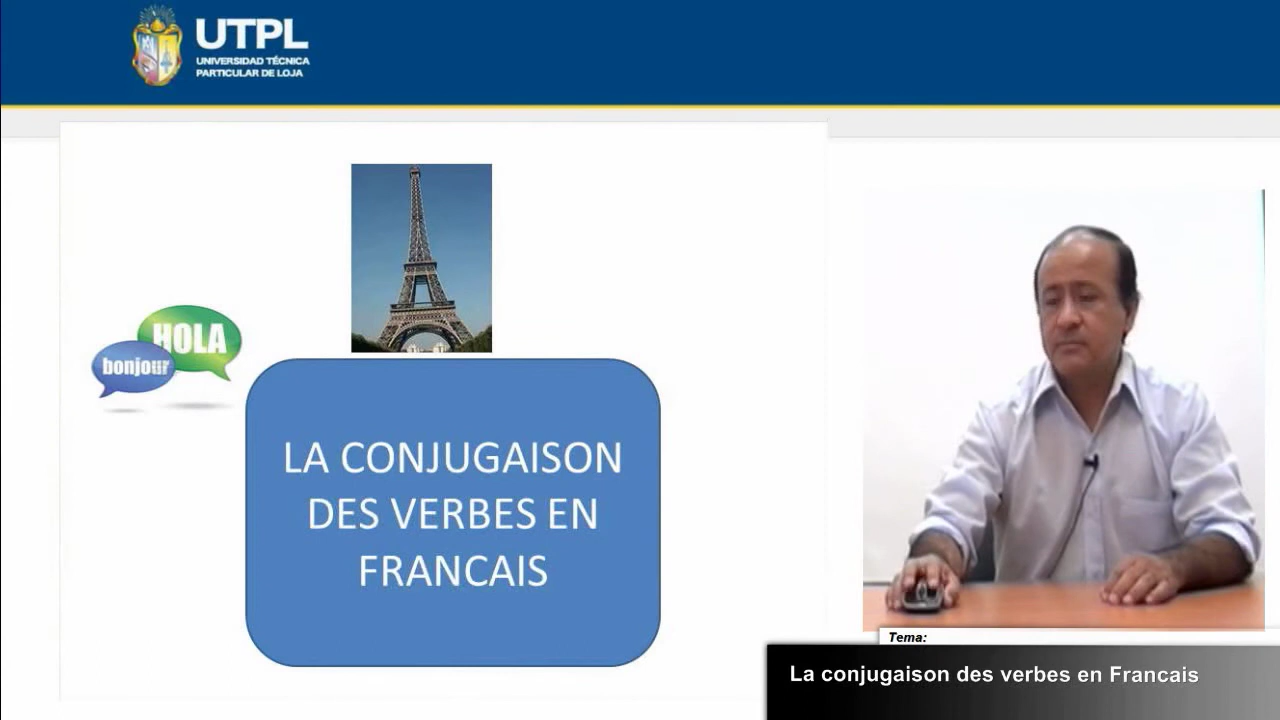 UTPL
UNIVERSIDAD TÉCNICA
PARTICULAR DE LOJA
HOLA
bonjour
LA CONJUGAISON
DES VERBES EN
FRANCAIS
Tema:
La conjugaison des verbes en Francais